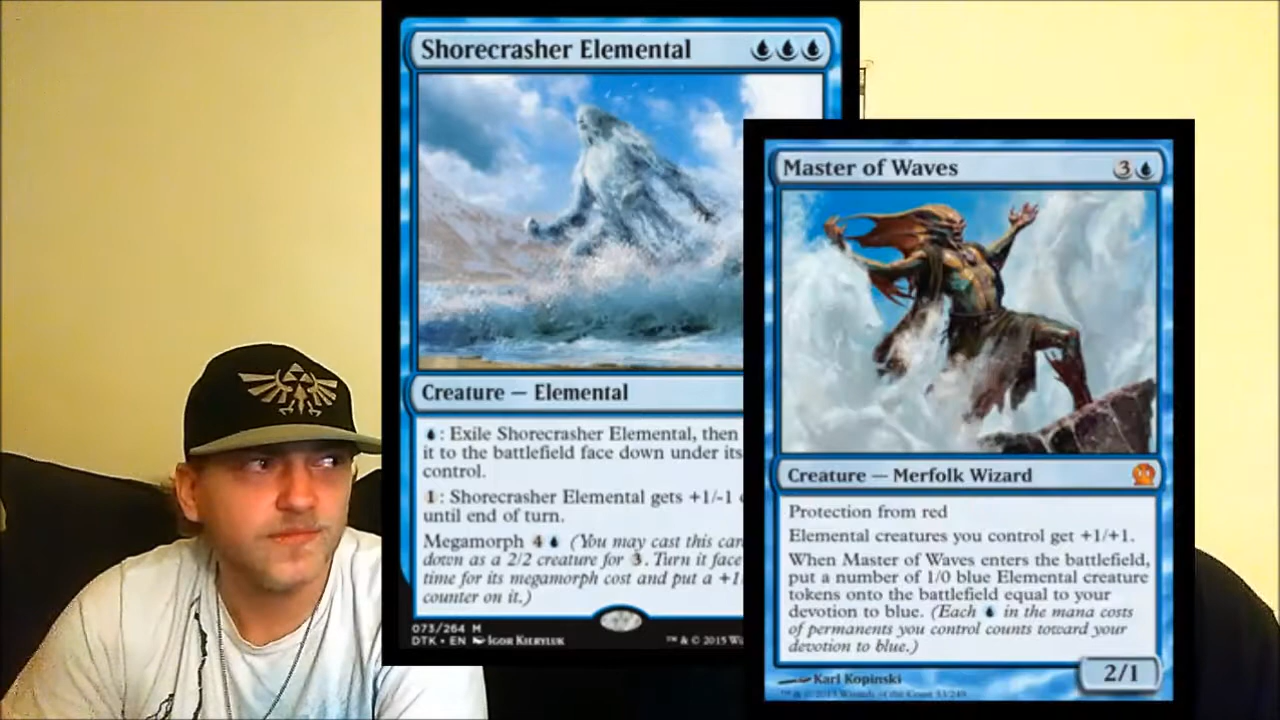 Shorecrasher Elemental
Creature — Elemental
: Exile Shorecrasher Elemental, then
it to the battlefield face down under its
control.
1: Shorecrasher Elemental gets +1/-1
until end of turn.
Megamorph 4 (You may cast this car
down as a 2/2 creature for 3. Turn it face
time for its megamorph cost and put a +1
counter on it.)
073/264 M
DTK • EN Igor Kieryluk
™ & © 2015 W
Master of Waves 3
Creature — Merfolk Wizard
Protection from red
Elemental creatures you control get +1/+1.
When Master of Waves enters the battlefield,
put a number of 1/0 blue Elemental creature
tokens onto the battlefield equal to your
devotion to blue. (Each in the mana costs
of permanents you control counts toward your
devotion to blue.)
2/1
Karl Kopinski